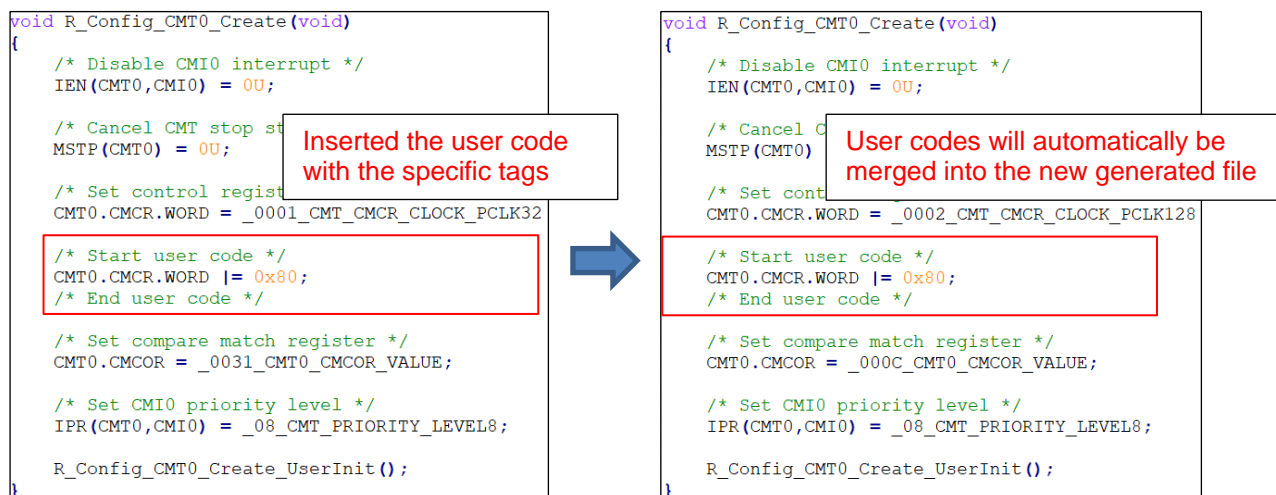 void R_Config_CMT0_Create(void)
{
/* Disable CMI0 interrupt */
IEN(CMT0,CMI0) = 0U;
/* Cancel CMT stop st
MSTP(CMT0) = 0U;
/* Set control regist
CMT0.CMCR.WORD = _0001_CMT_CMCR_CLOCK_PCLK32
/* Start user code */
CMT0.CMCR.WORD |= 0x80;
/* End user code */
/* Set compare match register */
CMT0.CMCOR = _0031_CMT0_CMCOR_VALUE;
/* Set CMI0 priority level */
IPR(CMT0,CMI0) = _08_CMT_PRIORITY_LEVEL8;
R_Config_CMT0_Create_UserInit();
}
Inserted the user code
with the specific tags
void R_Config_CMT0_Create(void)
{
/* Disable CMI0 interrupt */
IEN(CMT0,CMI0) = 0U;
/* Cancel C
MSTP(CMT0)
/* Set cont
CMT0.CMCR.WORD = _0002_CMT_CMCR_CLOCK_PCLK128
/* Start user code */
CMT0.CMCR.WORD |= 0x80;
/* End user code */
/* Set compare match register */
CMT0.CMCOR = _000C_CMT0_CMCOR_VALUE;
/* Set CMI0 priority level */
IPR(CMT0,CMI0) = _08_CMT_PRIORITY_LEVEL8;
R_Config_CMT0_Create_UserInit();
}
User codes will automatically be
merged into the new generated file